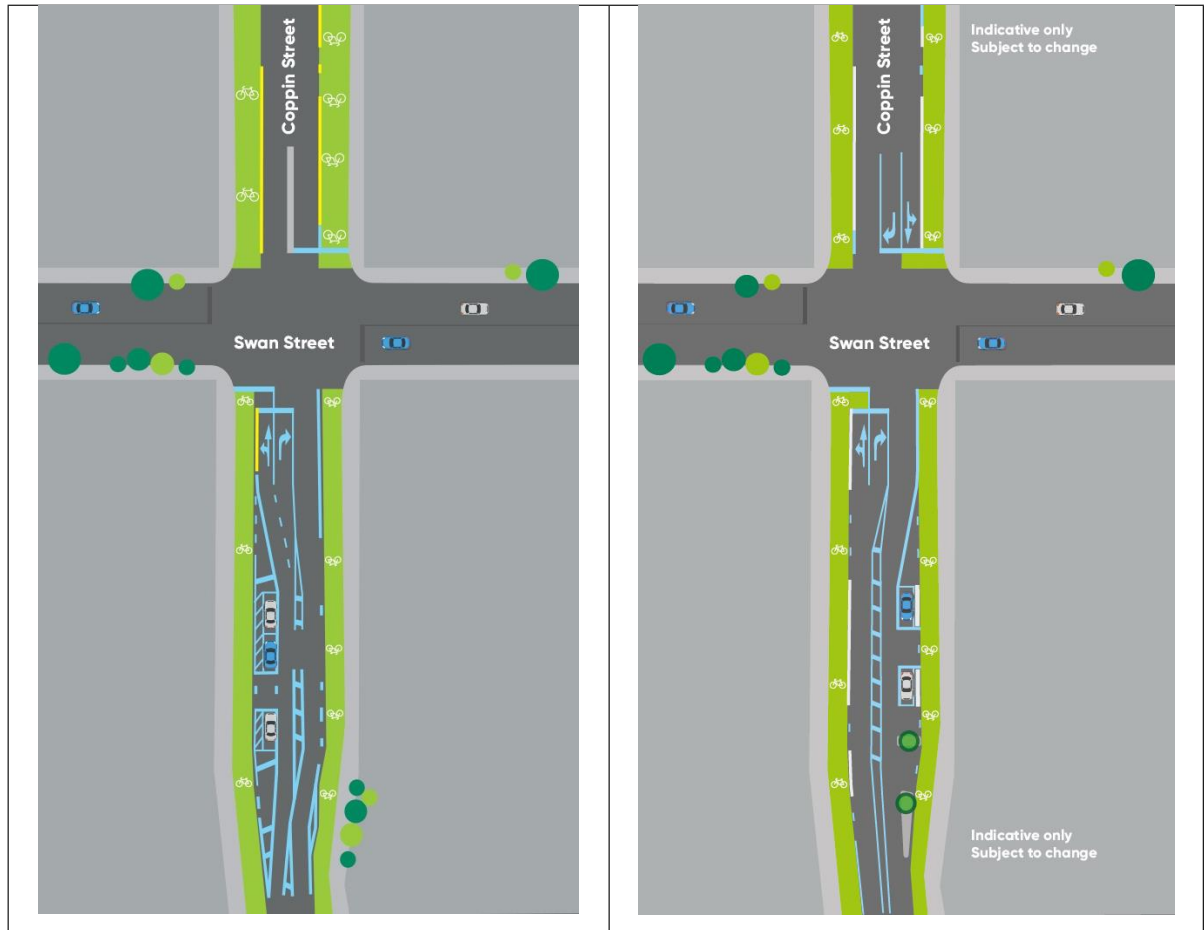 Coppin Street
Swan Street
Indicative only
Subject to change
Coppin Street
Swan Street
Indicative only
Subject to change